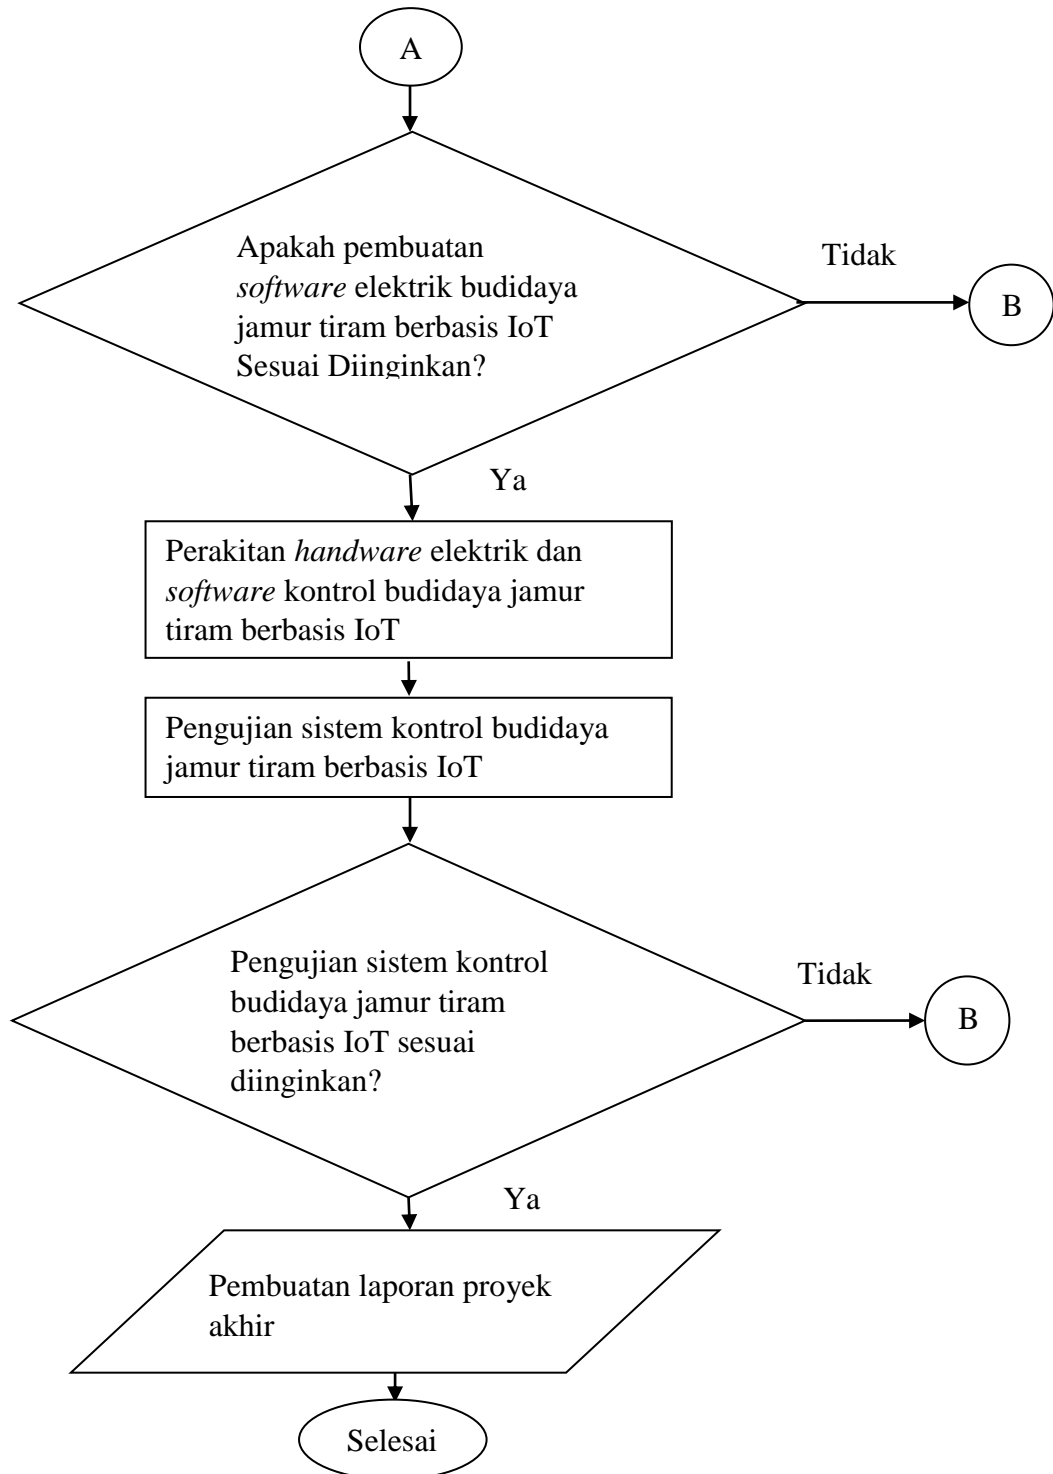 A
Apakah pembuatan
software elektrik budidaya
jamur tiram berbasis IoT
Sesuai Diinginkan?
Tidak
B
Ya
Perakitan handware elektrik dan
software kontrol budidaya jamur
tiram berbasis IoT
Pengujian sistem kontrol budidaya
jamur tiram berbasis IoT
Pengujian sistem kontrol
budidaya jamur tiram
berbasis IoT sesuai
diinginkan?
Tidak
B
Ya
Pembuatan laporan proyek
akhir
Selesai